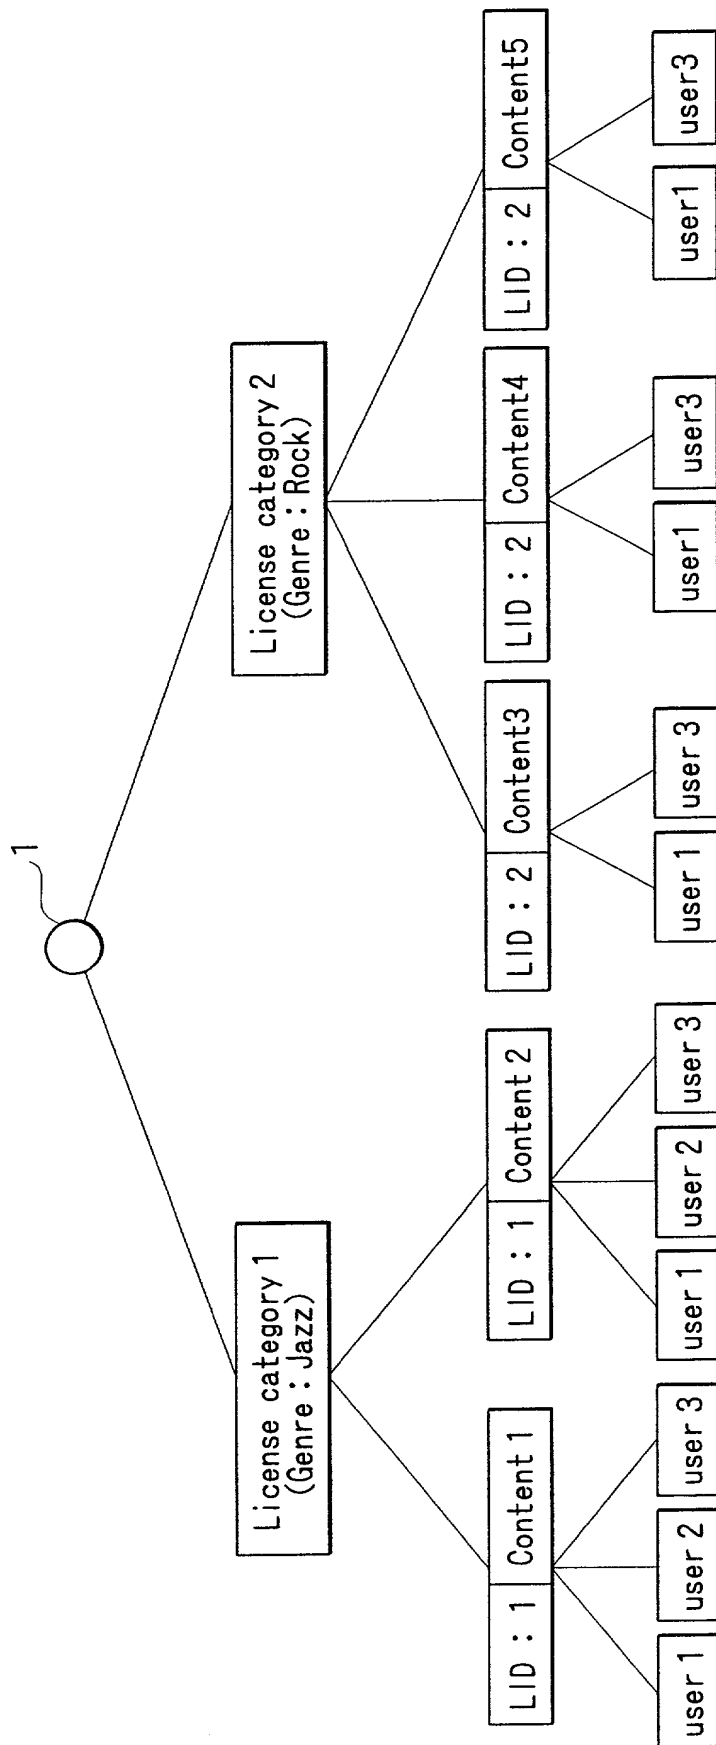 1
License category 1
(Genre : Jazz)
License category 2
(Genre : Rock)
LID : 1
Content 1
LID : 1
Content 2
LID : 2
Content3
LID : 2
Content4
LID : 2
Content5
user 1
user 2
user 3
user 1
user 2
user 3
user 1
user 3
user1
user3
user1
user3